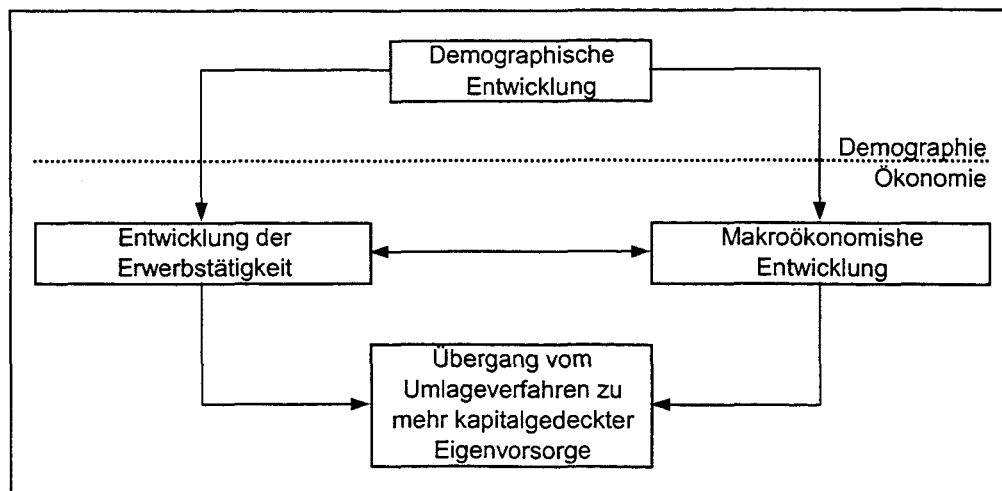 Demographische
Entwicklung
Demographie
Ökonomie
Entwicklung der
Erwerbstätigkeit
Makroökonomishe
Entwicklung
Übergang vom
Umlageverfahren zu
mehr kapitalgedeckter
Eigenvorsorge